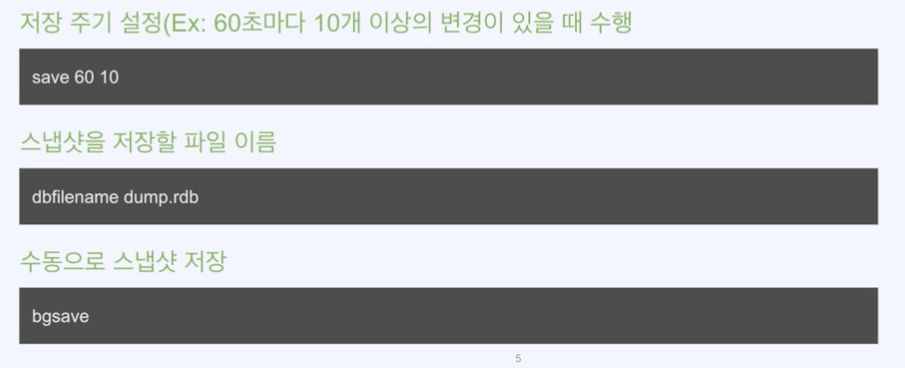 저장 주기 설정(Ex: 60초마다 10개 이상의 변경이 있을 때 수행
save 60 10
스냅샷을 저장할 파일 이름
dbfilename dump.rdb
수동으로 스냅샷 저장
bgsave
5